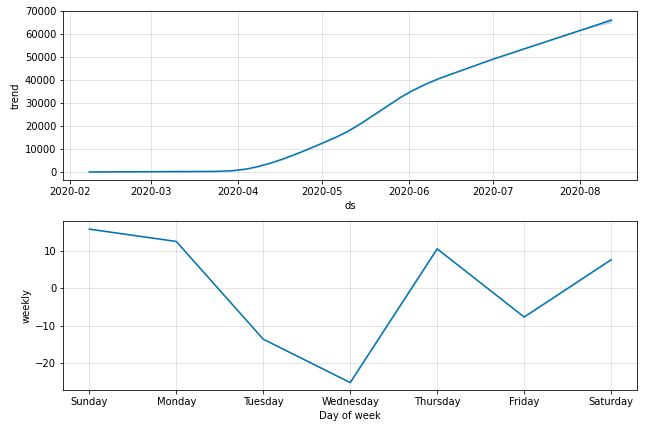 70000
60000
50000
40000
30000
20000
10000
0
trend
2020-02 2020-03 2020-04 2020-05 2020-06 2020-07 2020-08
ds
10
0
−10
−20
weekly
Sunday Monday Tuesday Wednesday Thursday Friday Saturday
Day of week